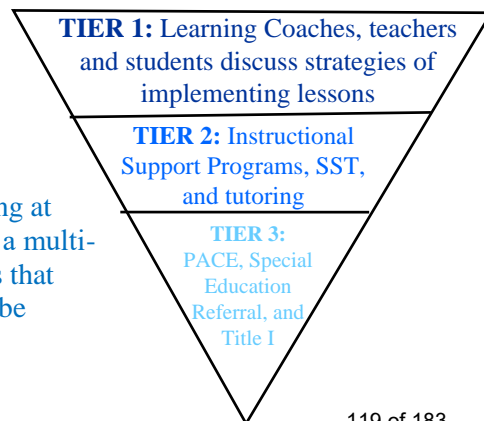 TIER 1: Learning Coaches, teachers
and students discuss strategies of
implementing lessons
TIER 2: Instructional
Support Programs, SST,
and tutoring
ng at
a multi-
s that
be
TIER 3:
PACE, Special
Education
Referral, and
Title I
119 of 183